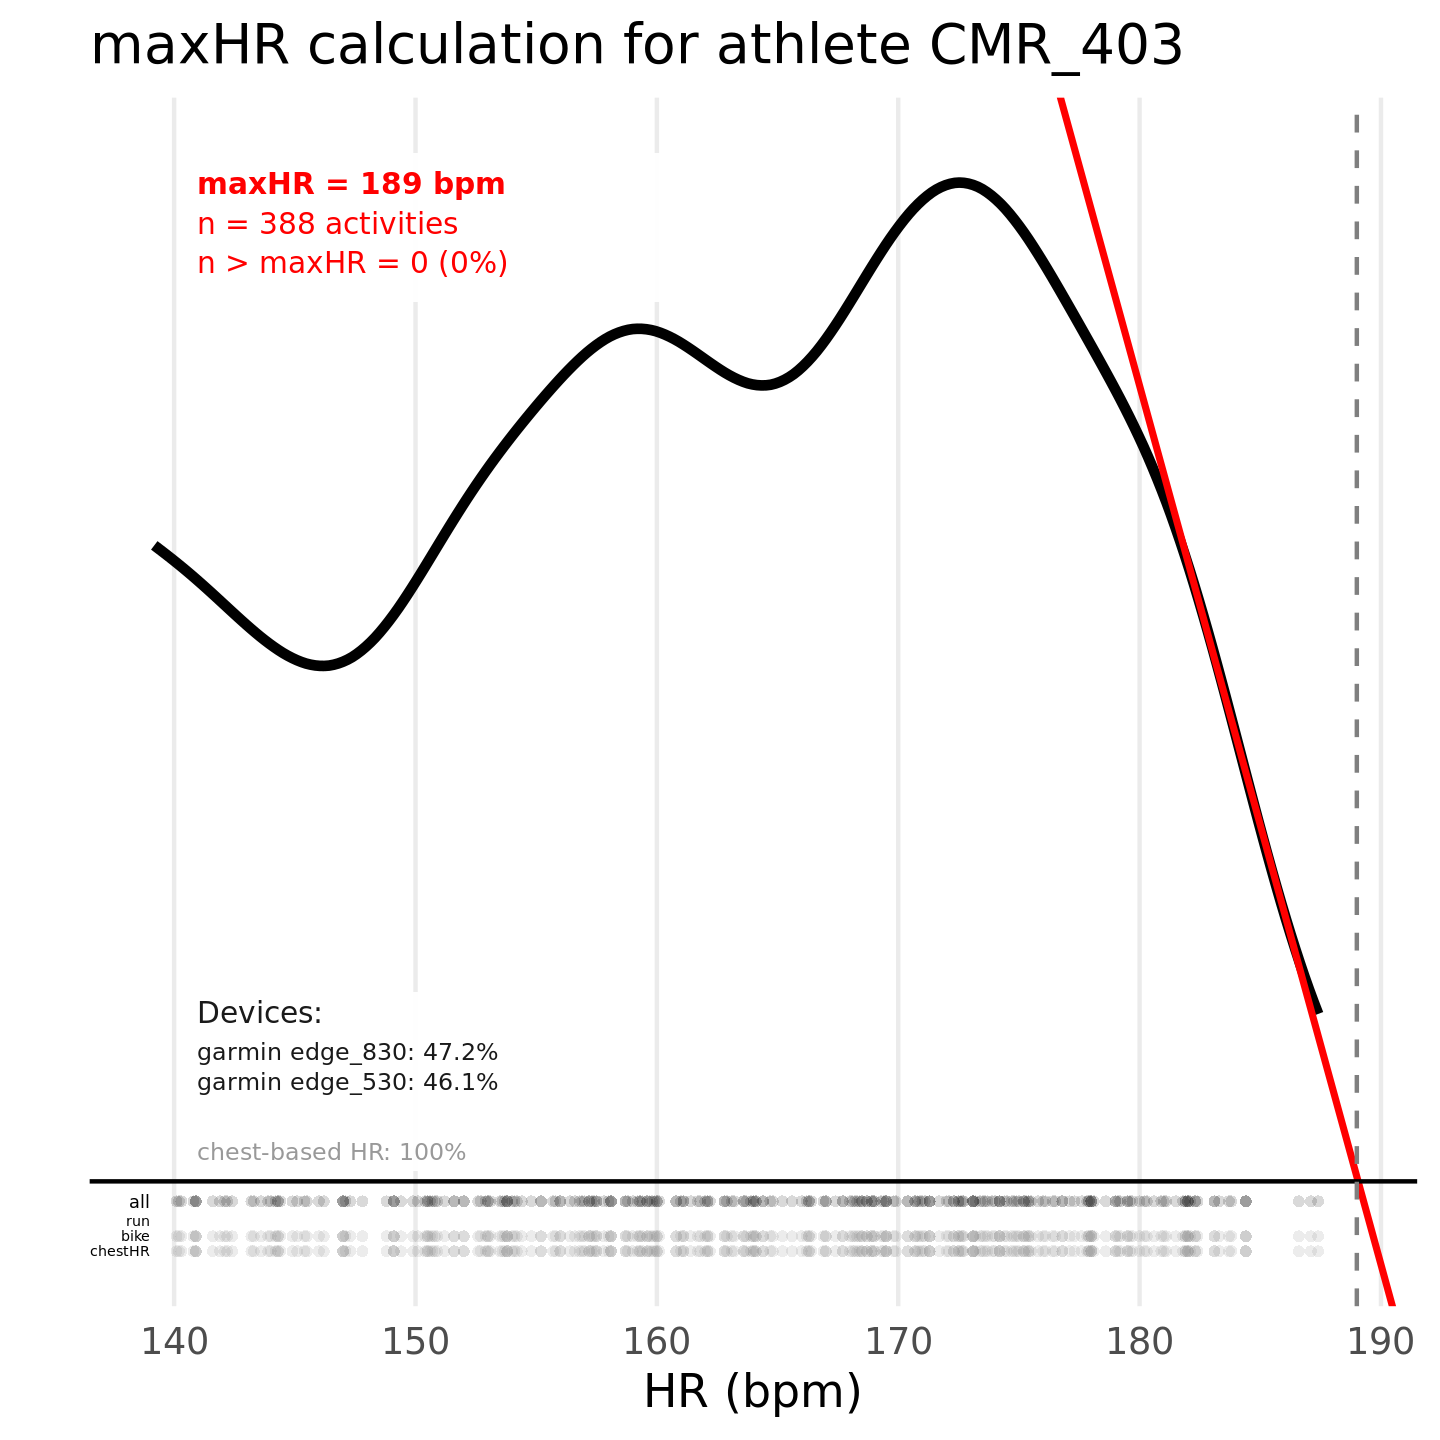 maxHR calculation for athlete CMR_403
maxHR = 189 bpm
n = 388 activities
n > maxHR = 0 (0%)
Devices:
garmin edge_830: 47.2%
garmin edge_530: 46.1%
chest-based HR: 100%
all
run
bike
chestHR
140 150 160 170 180 190
HR (bpm)